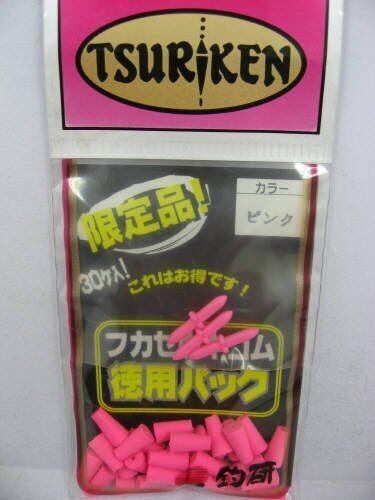 TSURiKEN
カラー
ピンク
限定品!
30ケ入!
これはお得です!
フカセ
ム
徳用パック
釣研